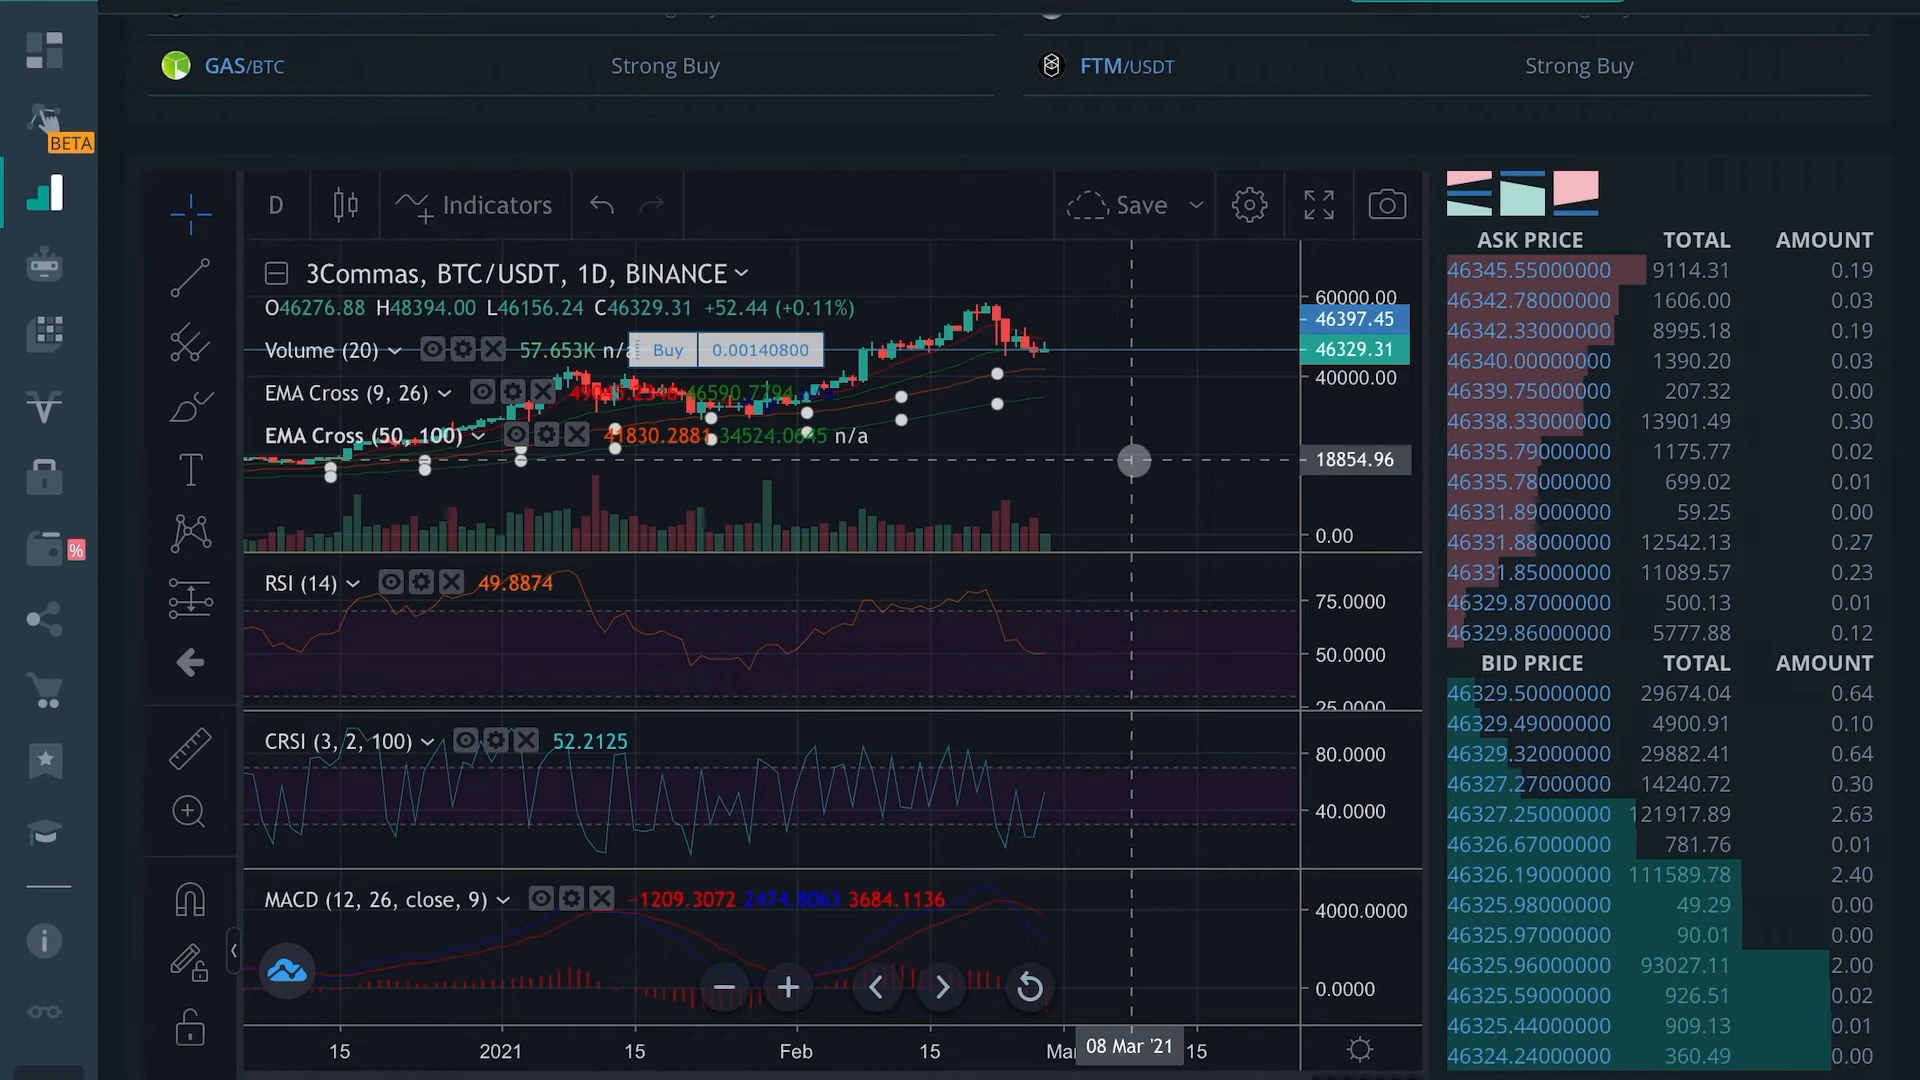 GAS/BTC Strong Buy FTM/USDT Strong Buy
BETA
D Indicators Save
3Commas, BTC/USDT, 1D, BINANCE
O46276.88 H48394.00 L46156.24 C46329.31 +52.44 (+0.11%)
Volume (20) 57.653K n/a Buy 0.00140800
EMA Cross (9, 26) 46590.7794
EMA Cross (50, 100) 41830.2881 34524.0645 n/a
60000.00
46397.45
46329.31
40000.00
18854.96
0.00
%
RSI (14) 49.8874
75.0000
50.0000
25.0000
CRSI (3, 2, 100) 52.2125
80.0000
40.0000
MACD (12, 26, close, 9) -1209.3072 2474.8063 3684.1136
4000.0000
0.0000
15 2021 15 Feb 15 Mar 08 Mar '21 15
ASK PRICE TOTAL AMOUNT
46345.55000000 9114.31 0.19
46342.78000000 1606.00 0.03
46342.33000000 8995.18 0.19
46340.00000000 1390.20 0.03
46339.75000000 207.32 0.00
46338.33000000 13901.49 0.30
46335.79000000 1175.77 0.02
46335.78000000 699.02 0.01
46331.89000000 59.25 0.00
46331.88000000 12542.13 0.27
46331.85000000 11089.57 0.23
46329.87000000 500.13 0.01
46329.86000000 5777.88 0.12
BID PRICE TOTAL AMOUNT
46329.50000000 29674.04 0.64
46329.49000000 4900.91 0.10
46329.32000000 29882.41 0.64
46327.27000000 14240.72 0.30
46327.25000000 121917.89 2.63
46326.67000000 781.76 0.01
46326.19000000 111589.78 2.40
46325.98000000 49.29 0.00
46325.97000000 90.01 0.00
46325.96000000 93027.11 2.00
46325.59000000 926.51 0.02
46325.44000000 909.13 0.01
46324.24000000 360.49 0.00